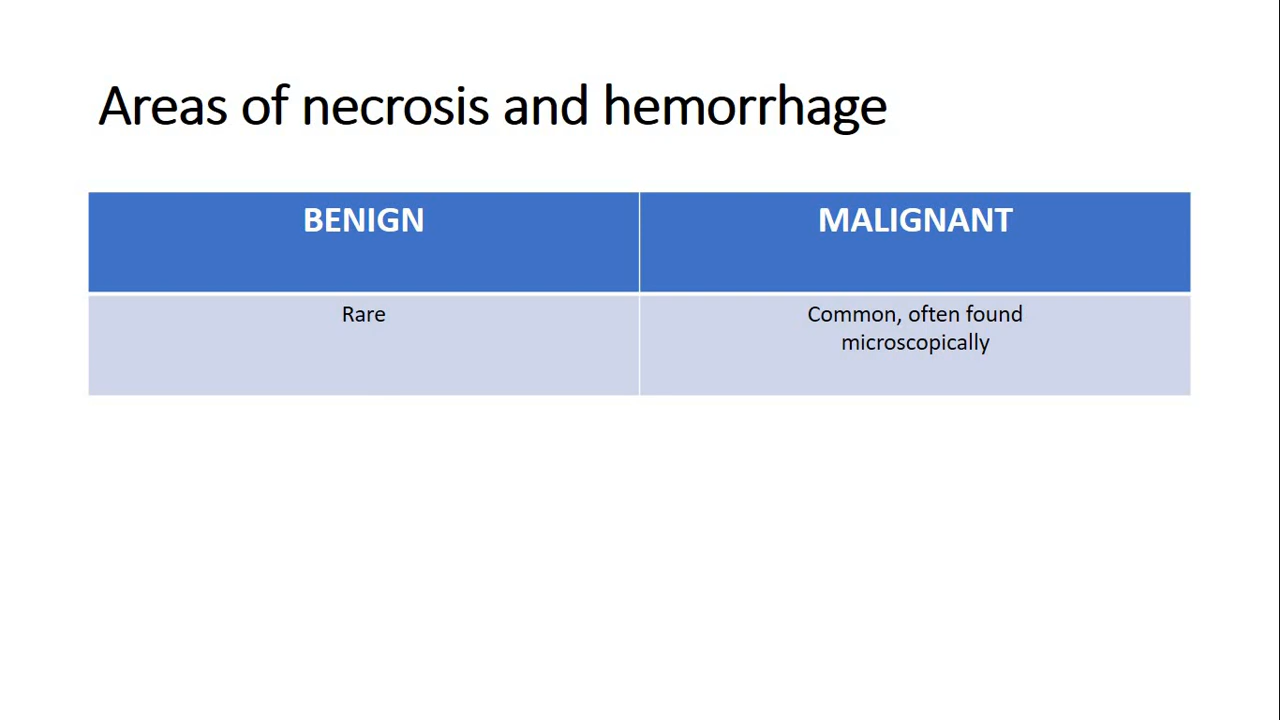 Areas of necrosis and hemorrhage
BENIGN
MALIGNANT
Rare
Common, often found
microscopically